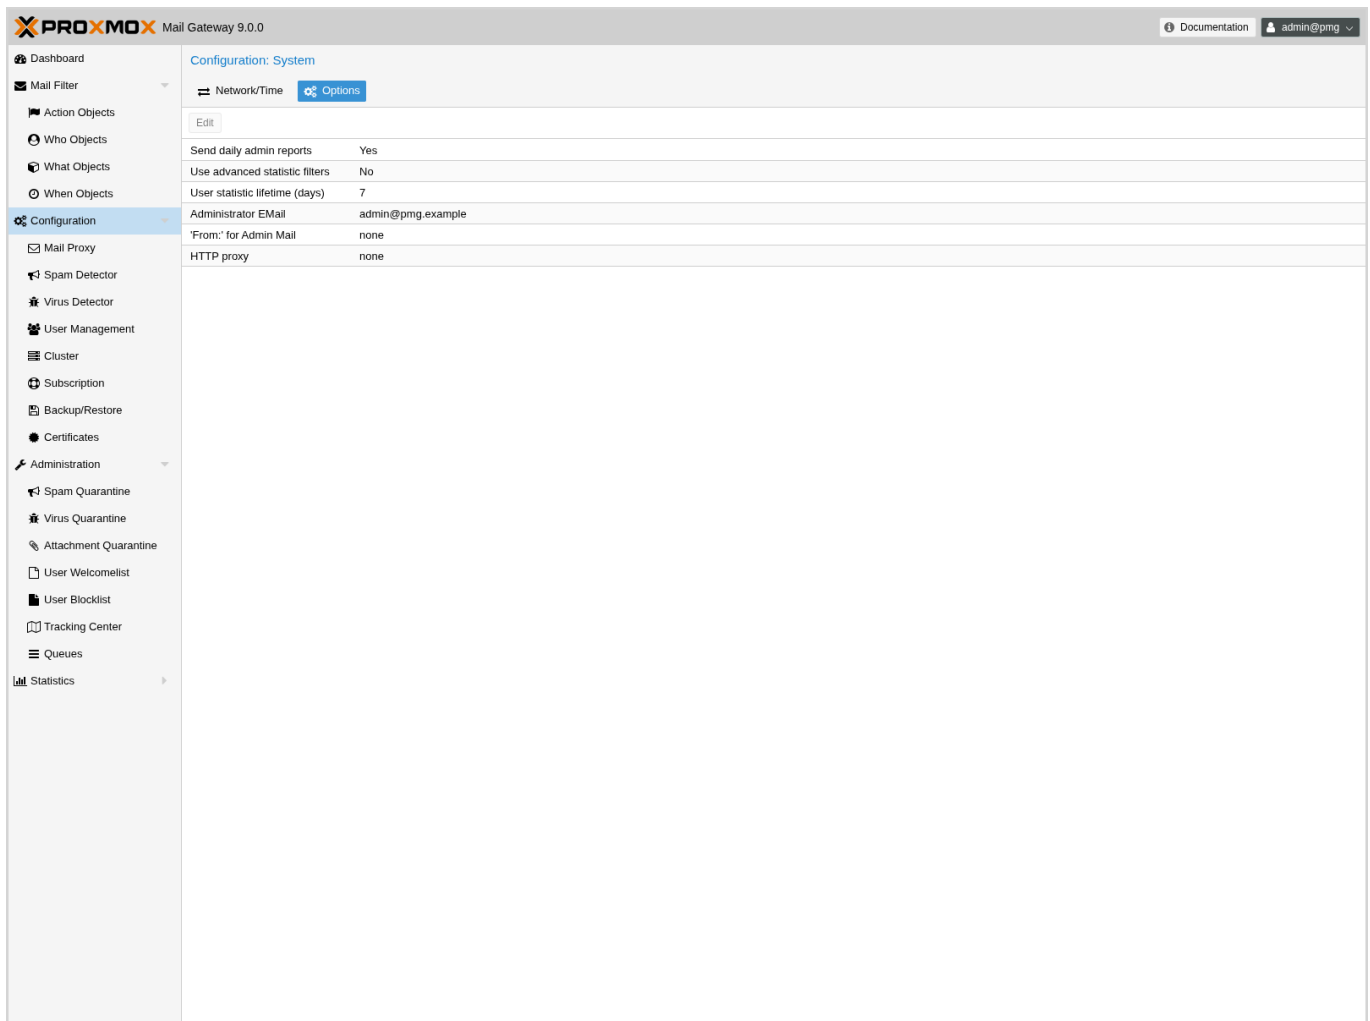 PROXMOX Mail Gateway 9.0.0
Documentation
admin@pmg
Dashboard
Mail Filter
Action Objects
Who Objects
What Objects
When Objects
Configuration
Mail Proxy
Spam Detector
Virus Detector
User Management
Cluster
Subscription
Backup/Restore
Certificates
Administration
Spam Quarantine
Virus Quarantine
Attachment Quarantine
User Welcomelist
User Blocklist
Tracking Center
Queues
Statistics
Configuration: System
Network/Time Options
Edit
Send daily admin reports Yes
Use advanced statistic filters No
User statistic lifetime (days) 7
Administrator EMail admin@pmg.example
'From:' for Admin Mail none
HTTP proxy none